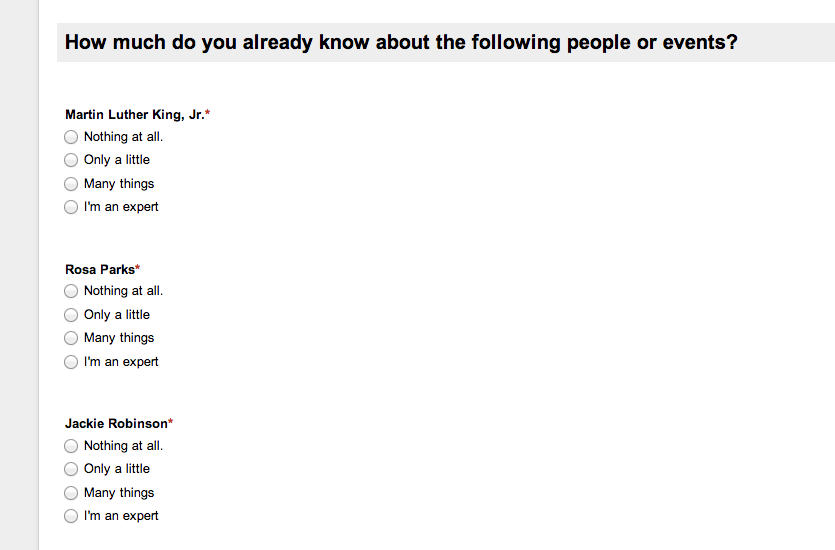 How much do you already know about the following people or events?
Martin Luther King, Jr.*
Nothing at all.
Only a little
Many things
I'm an expert
Rosa Parks*
Nothing at all.
Only a little
Many things
I'm an expert
Jackie Robinson*
Nothing at all.
Only a little
Many things
I'm an expert